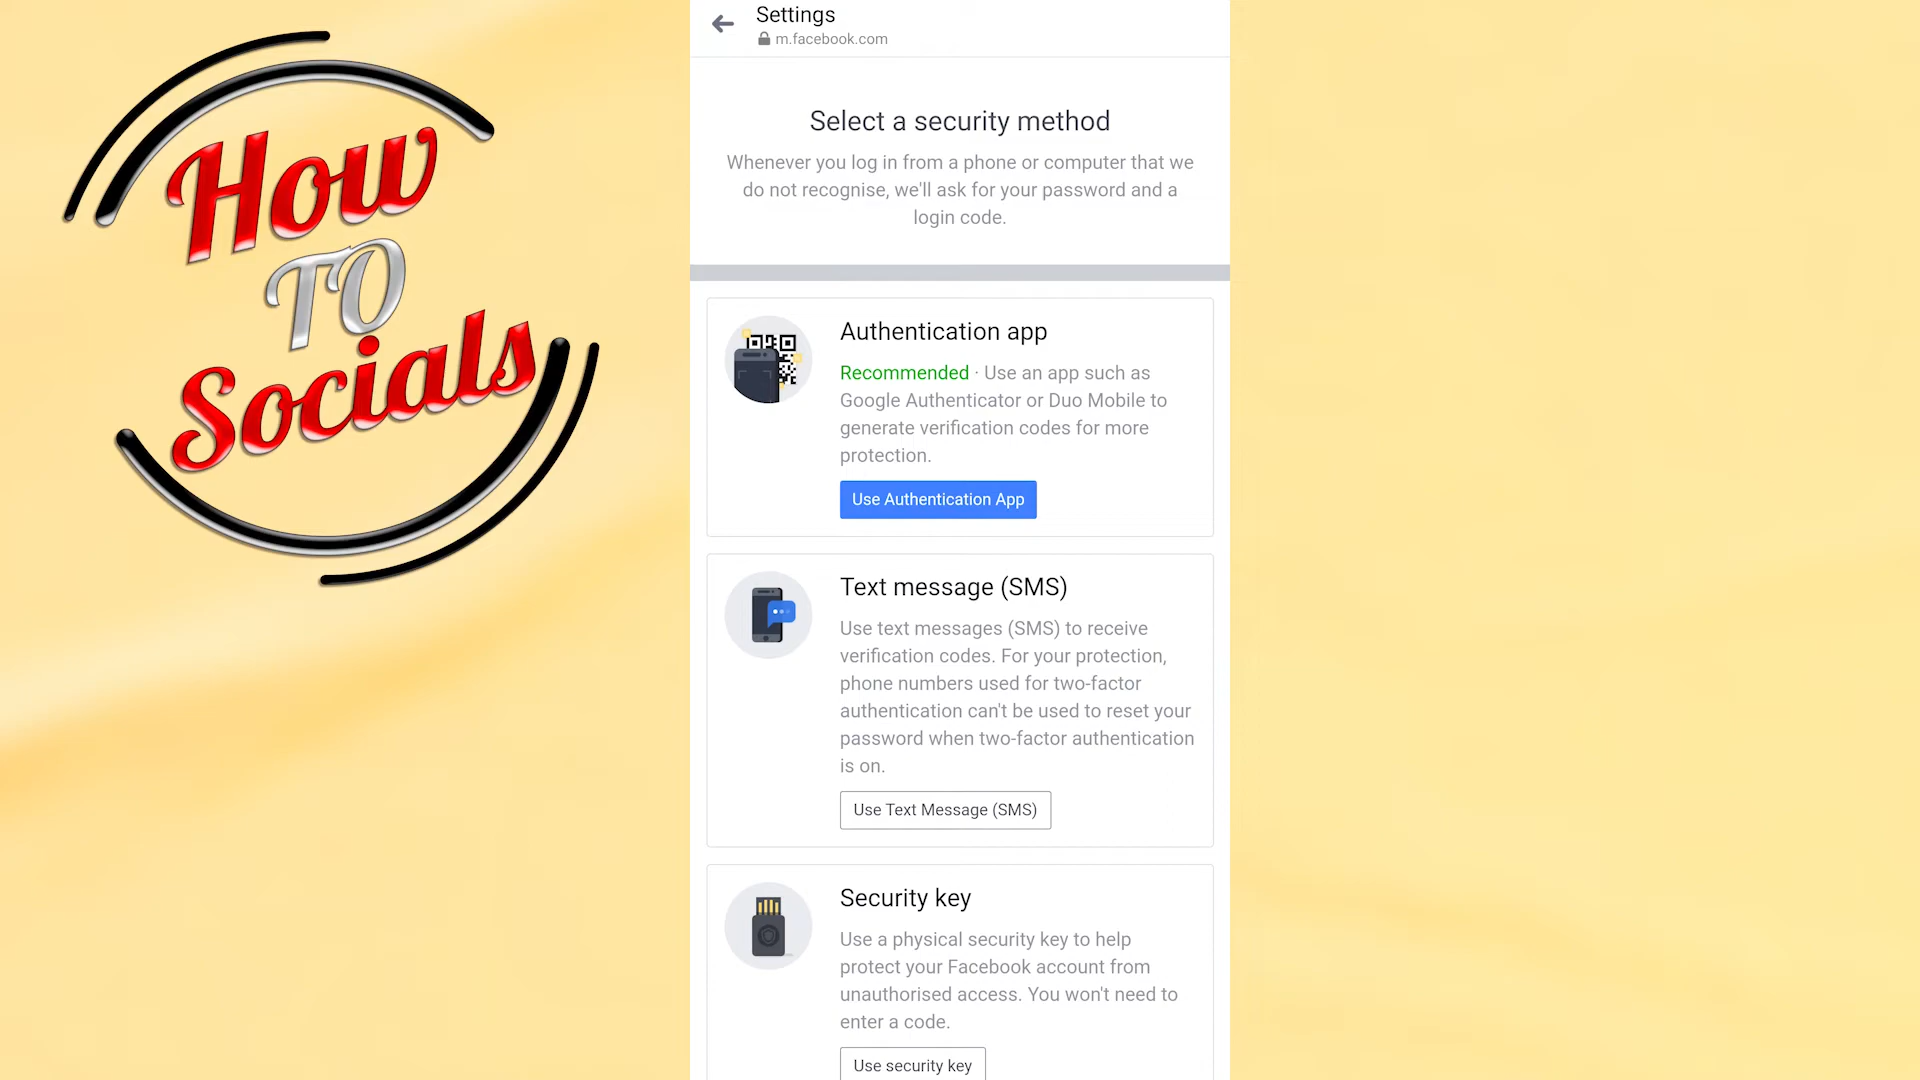 How
TO
Socials
Settings
m.facebook.com
Select a security method
Whenever you log in from a phone or computer that we
do not recognise, we'll ask for your password and a
login code.
Authentication app
Recommended · Use an app such as
Google Authenticator or Duo Mobile to
generate verification codes for more
protection.
Use Authentication App
Text message (SMS)
Use text messages (SMS) to receive
verification codes. For your protection,
phone numbers used for two-factor
authentication can't be used to reset your
password when two-factor authentication
is on.
Use Text Message (SMS)
Security key
Use a physical security key to help
protect your Facebook account from
unauthorised access. You won't need to
enter a code.
Use security key